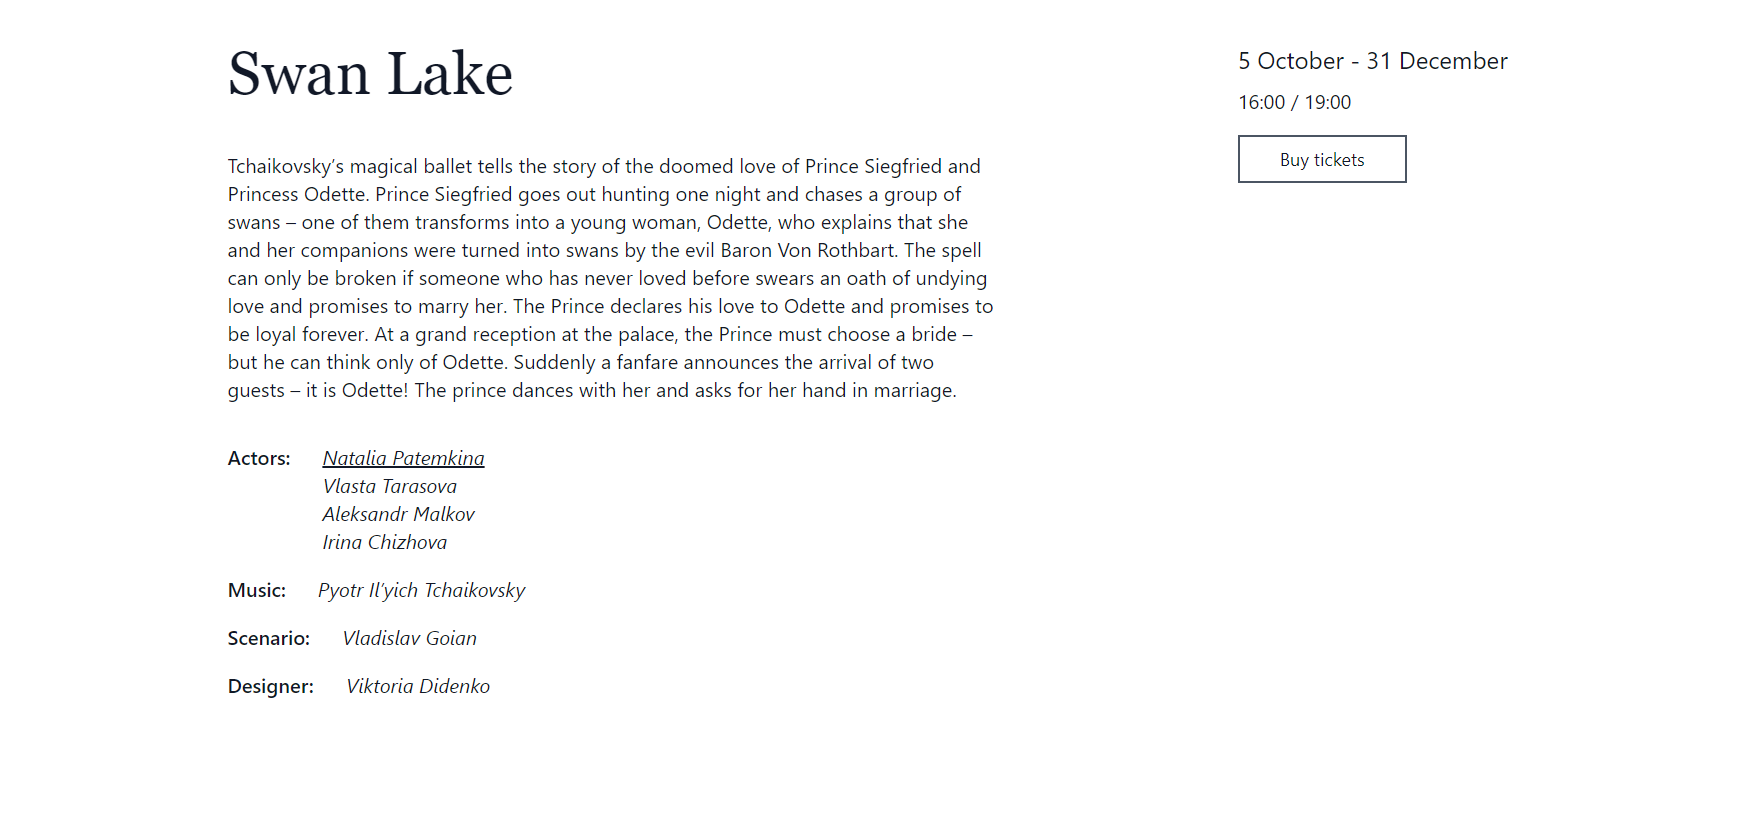 Swan Lake
Tchaikovsky’s magical ballet tells the story of the doomed love of Prince Siegfried and
Princess Odette. Prince Siegfried goes out hunting one night and chases a group of
swans – one of them transforms into a young woman, Odette, who explains that she
and her companions were turned into swans by the evil Baron Von Rothbart. The spell
can only be broken if someone who has never loved before swears an oath of undying
love and promises to marry her. The Prince declares his love to Odette and promises to
be loyal forever. At a grand reception at the palace, the Prince must choose a bride –
but he can think only of Odette. Suddenly a fanfare announces the arrival of two
guests – it is Odette! The prince dances with her and asks for her hand in marriage.
Actors: Natalia Patemkina
Vlasta Tarasova
Aleksandr Malkov
Irina Chizhova
Music: Pyotr Il’yich Tchaikovsky
Scenario: Vladislav Goian
Designer: Viktoria Didenko
5 October - 31 December
16:00 / 19:00
Buy tickets